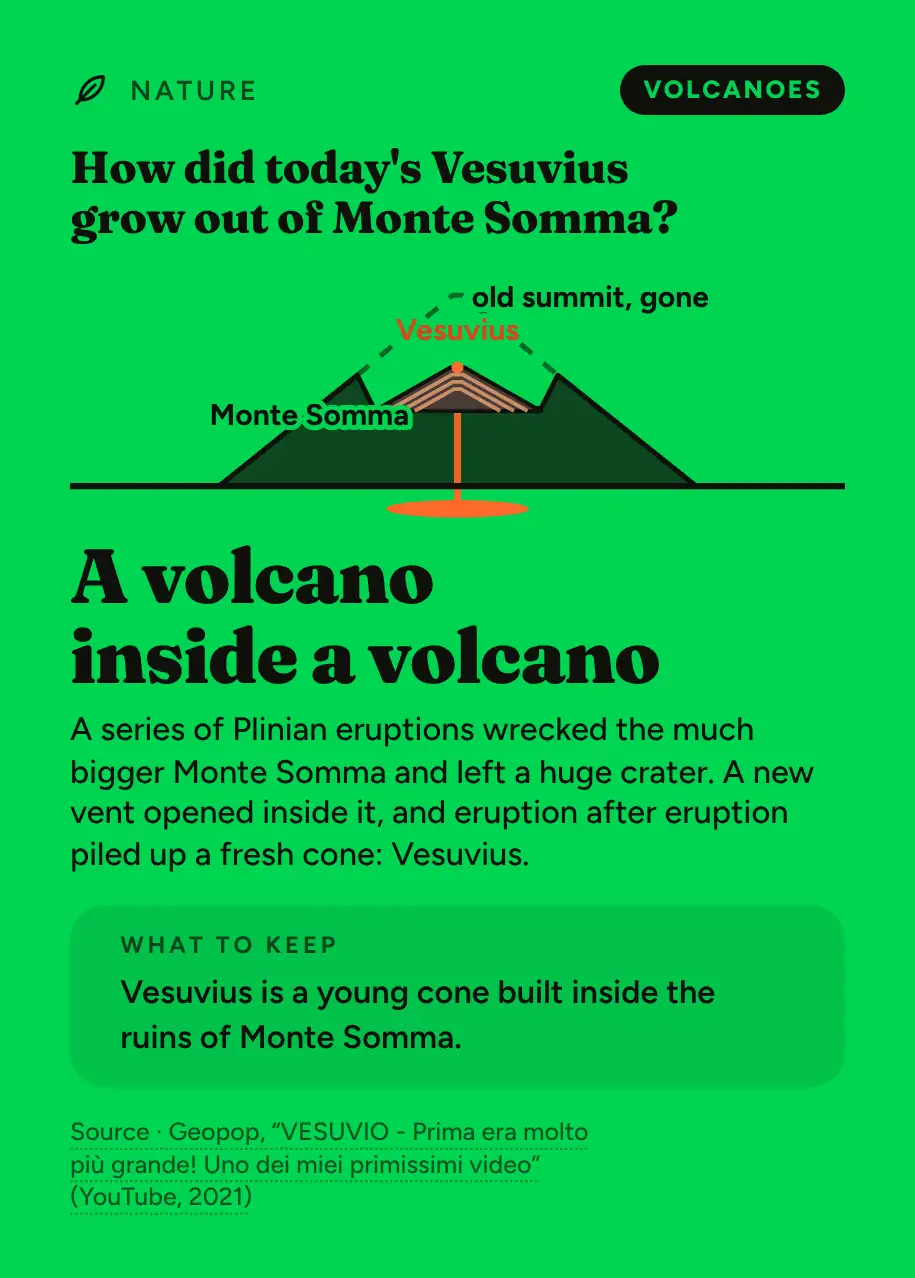 NATURE
VOLCANOES
How did today's Vesuvius
grow out of Monte Somma?
old summit, gone
Vesuvius
Monte Somma
A volcano
inside a volcano
A series of Plinian eruptions wrecked the much
bigger Monte Somma and left a huge crater. A new
vent opened inside it, and eruption after eruption
piled up a fresh cone: Vesuvius.
WHAT TO KEEP
Vesuvius is a young cone built inside the
ruins of Monte Somma.
Source · Geopop, “VESUVIO - Prima era molto
più grande! Uno dei miei primissimi video”
(YouTube, 2021)